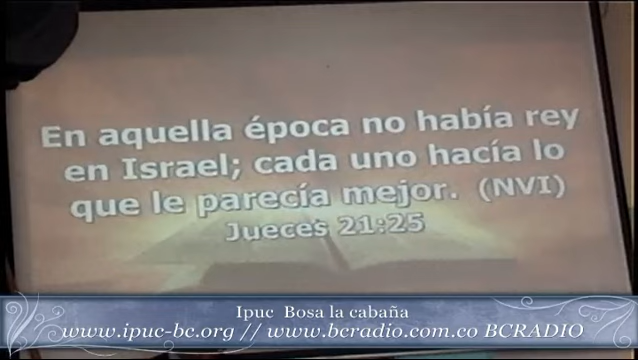 En aquella época no había rey
en Israel; cada uno hacía lo
que le parecía mejor. (NVI)
Jueces 21:25
Ipuc Bosa la cabaña
www.ipuc-bc.org // www.bcradio.com.co BCRADIO